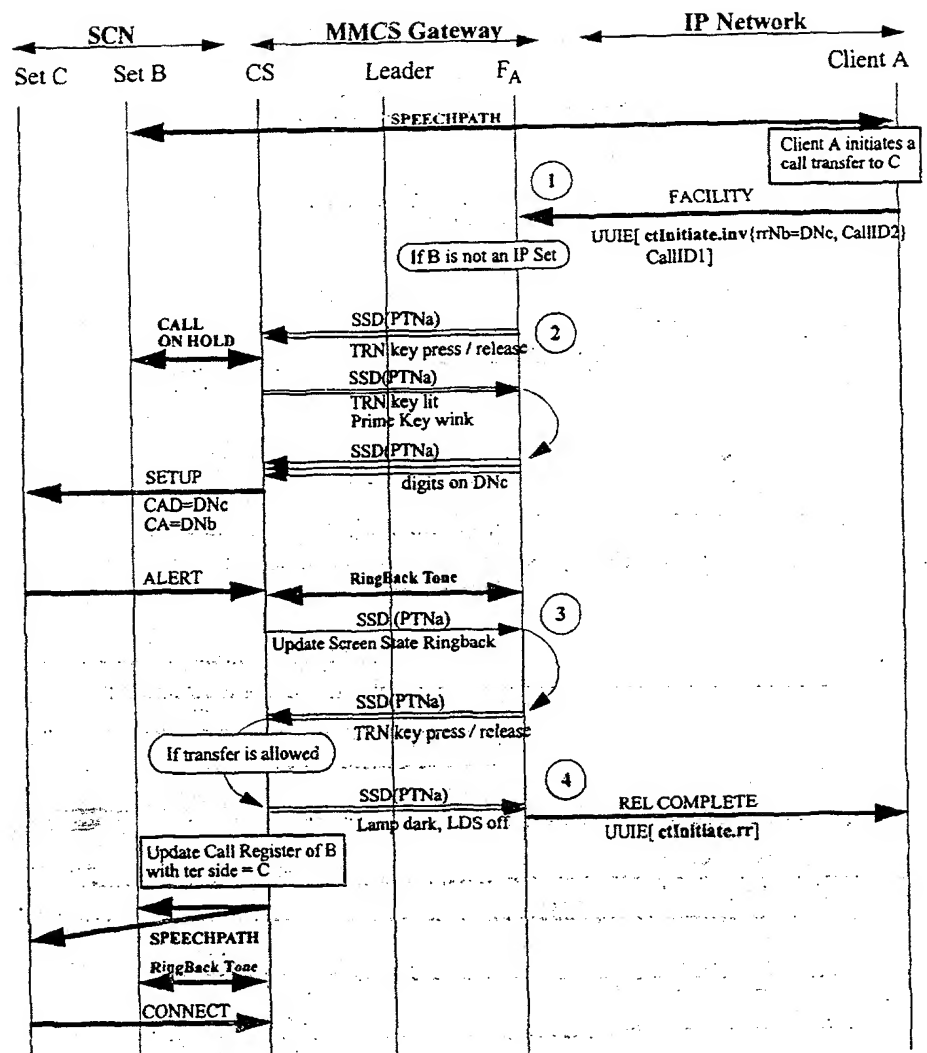 SCN MMCS Gateway IP Network
Set C Set B CS Leader FA Client A
SPEECHPATH
Client A initiates a
call transfer to C
1
FACILITY
UUIE[ ctInitiate.inv{rrNb=DNc, CallID2}
CallID1]
If B is not an IP Set
SSD(PTNa)
2
CALL
ON HOLD
TRN key press / release
SSD(PTNa)
TRN key lit
Prime Key wink
SSD(PTNa)
digits on DNc
SETUP
CAD=DNc
CA=DNb
ALERT
RingBack Tone
3
SSD (PTNa)
Update Screen State Ringback
SSD(PTNa)
TRN key press / release
If transfer is allowed
4
SSD(PTNa)
Lamp dark, LDS off
REL COMPLETE
UUIE[ ctInitiate.rr]
Update Call Register of B
with ter side = C
SPEECHPATH
RingBack Tone
CONNECT